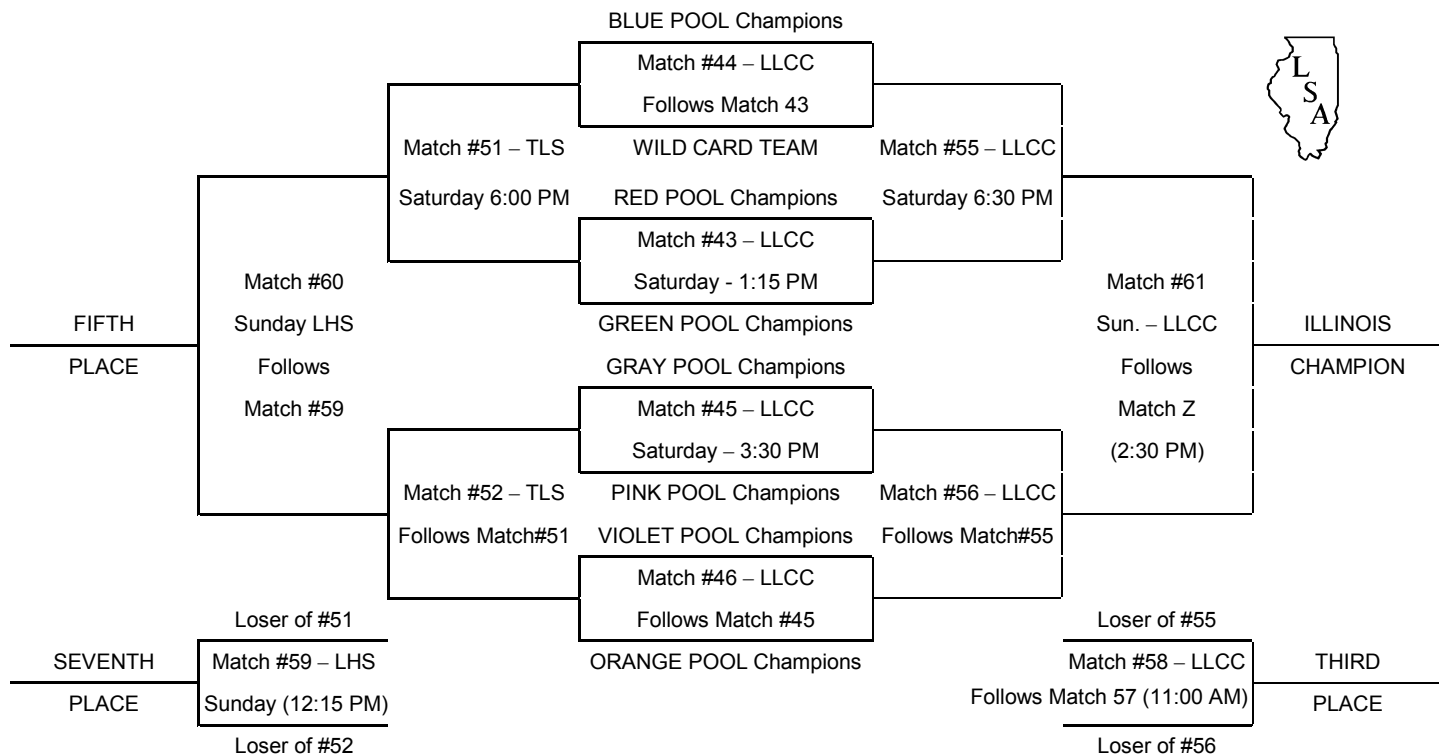 BLUE POOL Champions
Match #44 – LLCC
Follows Match 43
WILD CARD TEAM
Match #51 – TLS
Saturday 6:00 PM
Match #55 – LLCC
Saturday 6:30 PM
RED POOL Champions
Match #43 – LLCC
Saturday - 1:15 PM
GREEN POOL Champions
L
S
A
Match #60
Sunday LHS
Follows
Match #59
FIFTH
PLACE
Match #61
Sun. – LLCC
Follows
Match Z
(2:30 PM)
ILLINOIS
CHAMPION
GRAY POOL Champions
Match #45 – LLCC
Saturday – 3:30 PM
PINK POOL Champions
Match #52 – TLS
Follows Match#51
Match #56 – LLCC
Follows Match#55
VIOLET POOL Champions
Match #46 – LLCC
Follows Match #45
ORANGE POOL Champions
Loser of #51
Match #59 – LHS
Sunday (12:15 PM)
Loser of #52
SEVENTH
PLACE
Loser of #55
Match #58 – LLCC
Follows Match 57 (11:00 AM)
Loser of #56
THIRD
PLACE